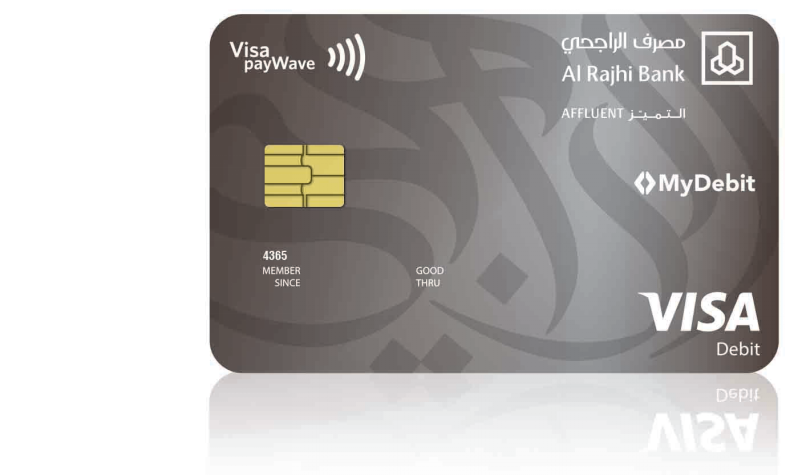 Visa
payWave
مصرف الراجحي
Al Rajhi Bank
AFFLUENT التميز
MyDebit
4365
MEMBER
SINCE
GOOD
THRU
VISA
Debit